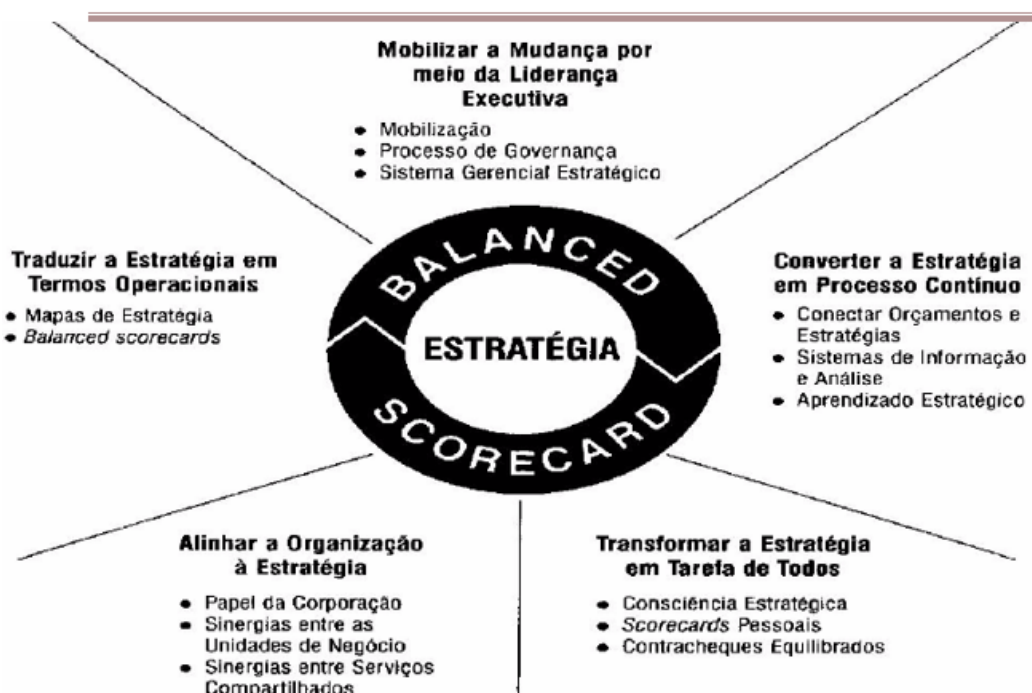 Mobilizar a Mudança por
meio da Liderança
Executiva
• Mobilização
• Processo de Governança
• Sistema Gerencial Estratégico
Traduzir a Estratégia em
Termos Operacionais
• Mapas de Estratégia
• Balanced scorecards
BALANCED
ESTRATÉGIA
SCORECARD
Converter a Estratégia
em Processo Contínuo
• Conectar Orçamentos e
Estratégias
• Sistemas de Informação
e Análise
• Aprendizado Estratégico
Alinhar a Organização
à Estratégia
• Papel da Corporação
• Sinergias entre as
Unidades de Negócio
• Sinergias entre Serviços
Compartilhados
Transformar a Estratégia
em Tarefa de Todos
• Consciência Estratégica
• Scorecards Pessoais
• Contracheques Equilibrados